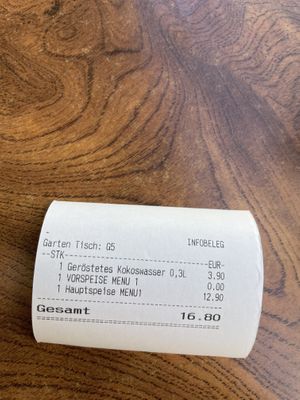 -
Garten Tisch: G5 INFOBELEG
--STK-----------------------EUR-
1 Geröstetes Kokoswasser 0,3L 3.90
1 VORSPEISE MENU 1 0.00
1 Hauptspeise MENU1 12.90
================================
Gesamt 16.80
================================